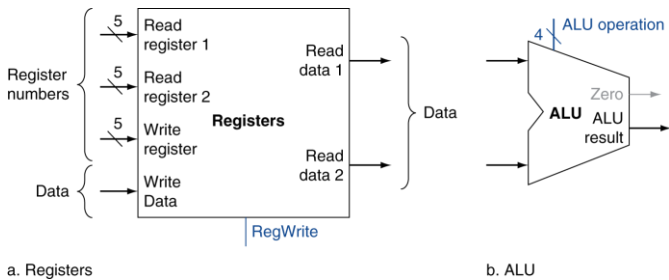 Register
numbers
Data
5
Read
register 1
5
Read
register 2
5
Write
register
Write
Data
Registers
Read
data 1
Read
data 2
RegWrite
Data
4
ALU operation
Zero
ALU
ALU
result
a. Registers
b. ALU